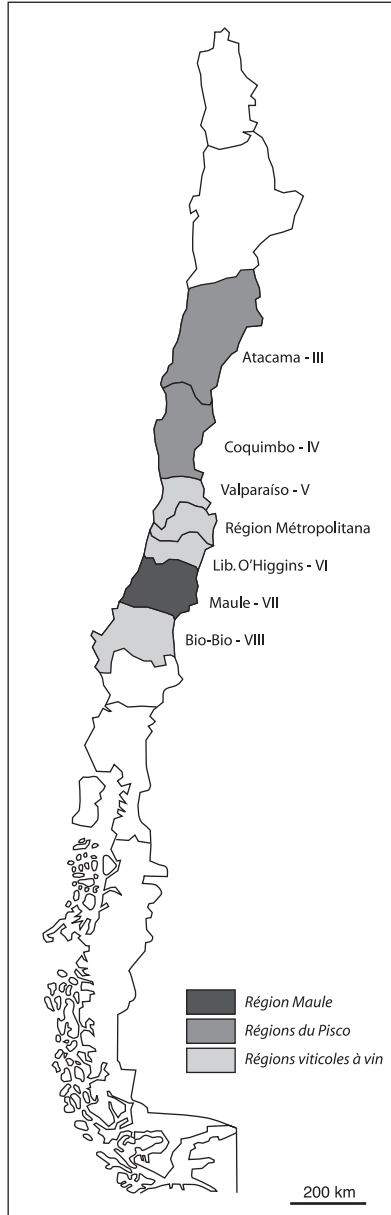 Atacama - III
Coquimbo - IV
Valparaíso - V
Région Métropolitana
Lib. O'Higgins - VI
Maule - VII
Bio-Bio - VIII
Région Maule
Régions du Pisco
Régions viticoles à vin
200 km